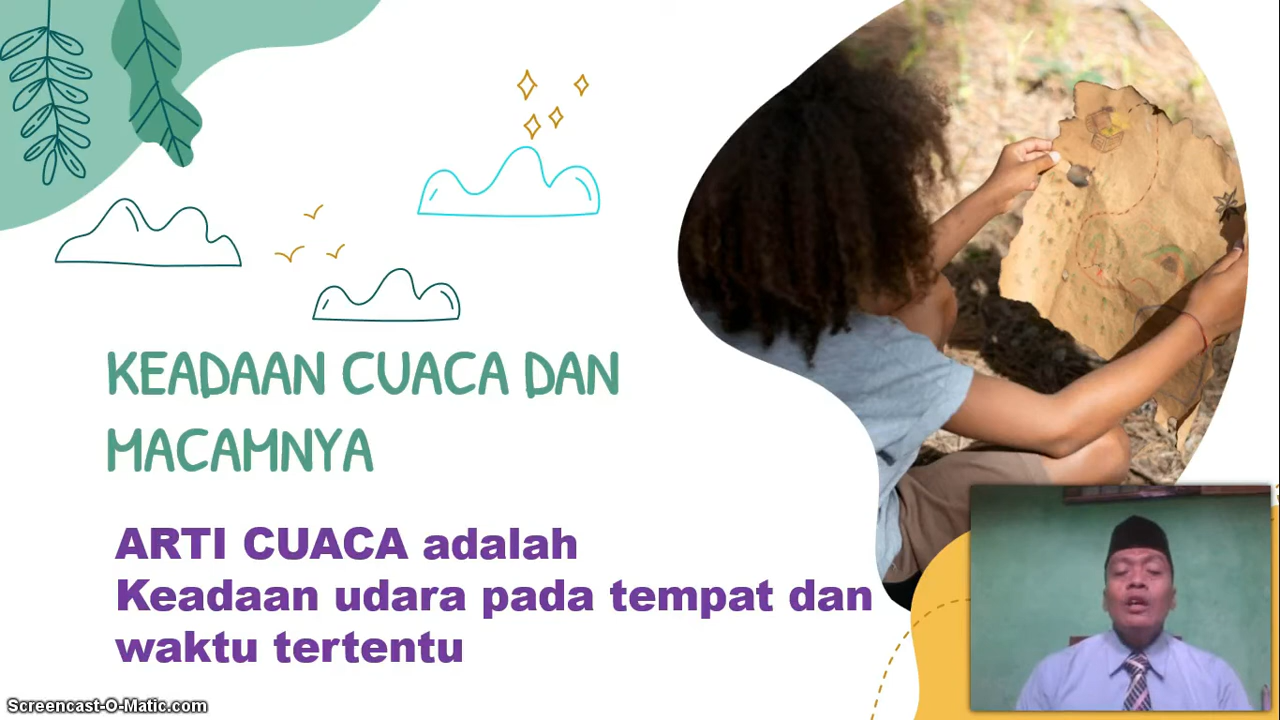 KEADAAN CUACA DAN
MACAMNYA
ARTI CUACA adalah
Keadaan udara pada tempat dan
waktu tertentu
Screencast-O-Matic.com